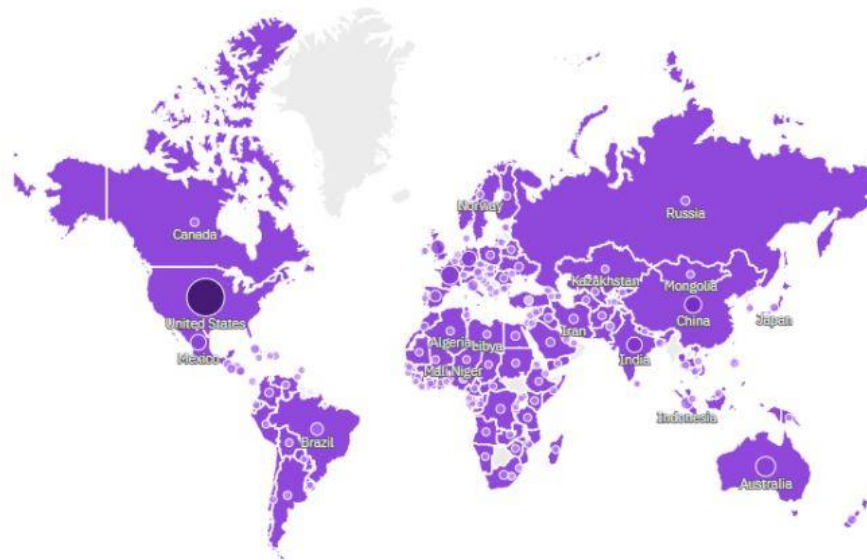 Norway
Russia
Canada
Kazakhstan
Mongolia
China
Japan
United States
Iran
Algeria
Libya
Mexico
India
Mali
Niger
Indonesia
Brazil
Australia